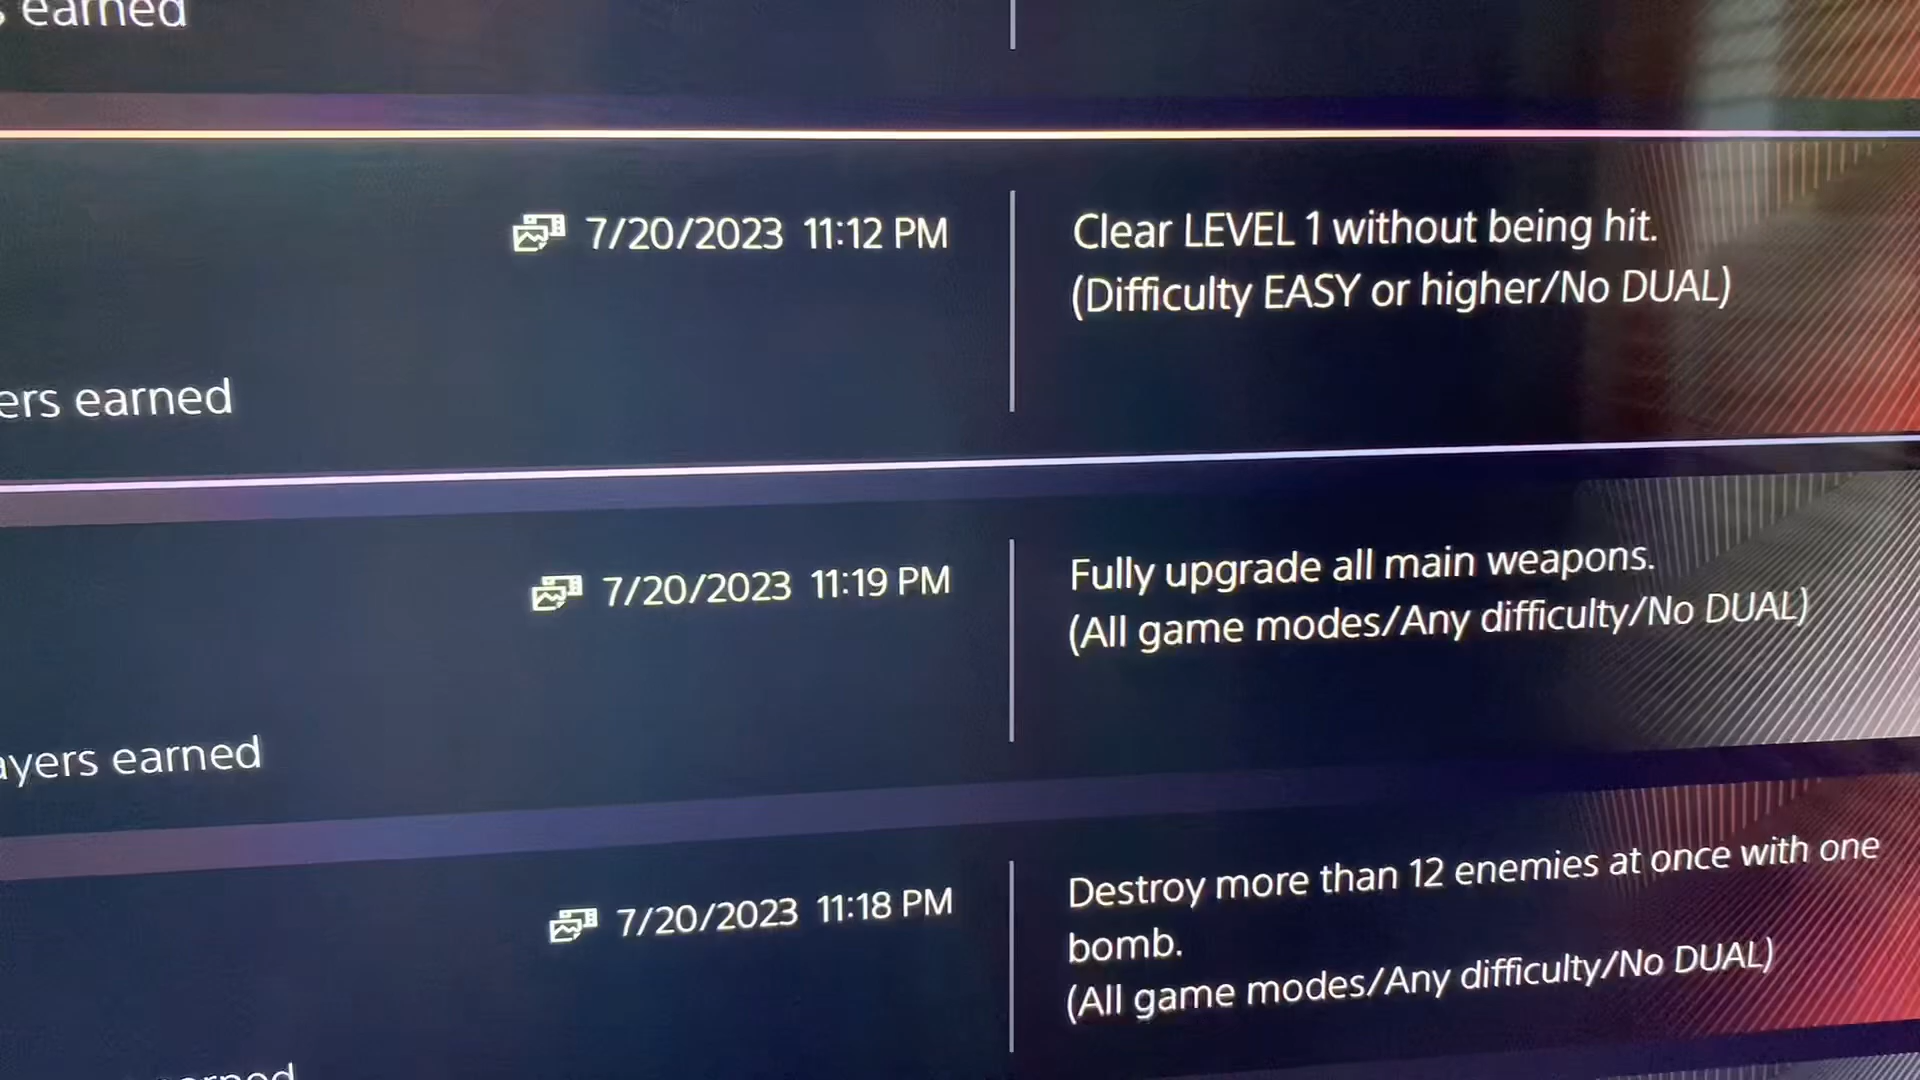 earned
7/20/2023 11:12 PM
Clear LEVEL 1 without being hit.
(Difficulty EASY or higher/No DUAL)
earned
7/20/2023 11:19 PM
Fully upgrade all main weapons.
(All game modes/Any difficulty/No DUAL)
earned
7/20/2023 11:18 PM
Destroy more than 12 enemies at once with one
bomb.
(All game modes/Any difficulty/No DUAL)